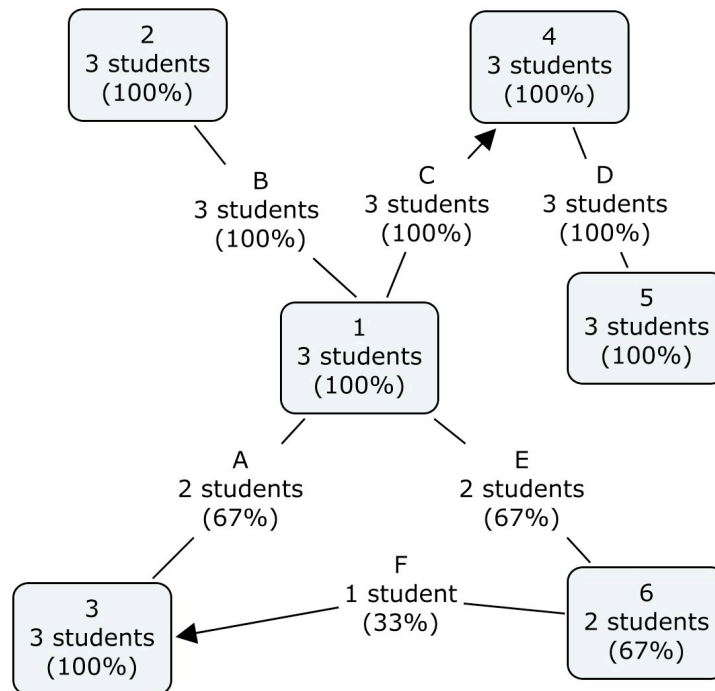 2
3 students
(100%)
4
3 students
(100%)
B
3 students
(100%)
C
3 students
(100%)
D
3 students
(100%)
1
3 students
(100%)
5
3 students
(100%)
A
2 students
(67%)
E
2 students
(67%)
3
3 students
(100%)
F
1 student
(33%)
6
2 students
(67%)